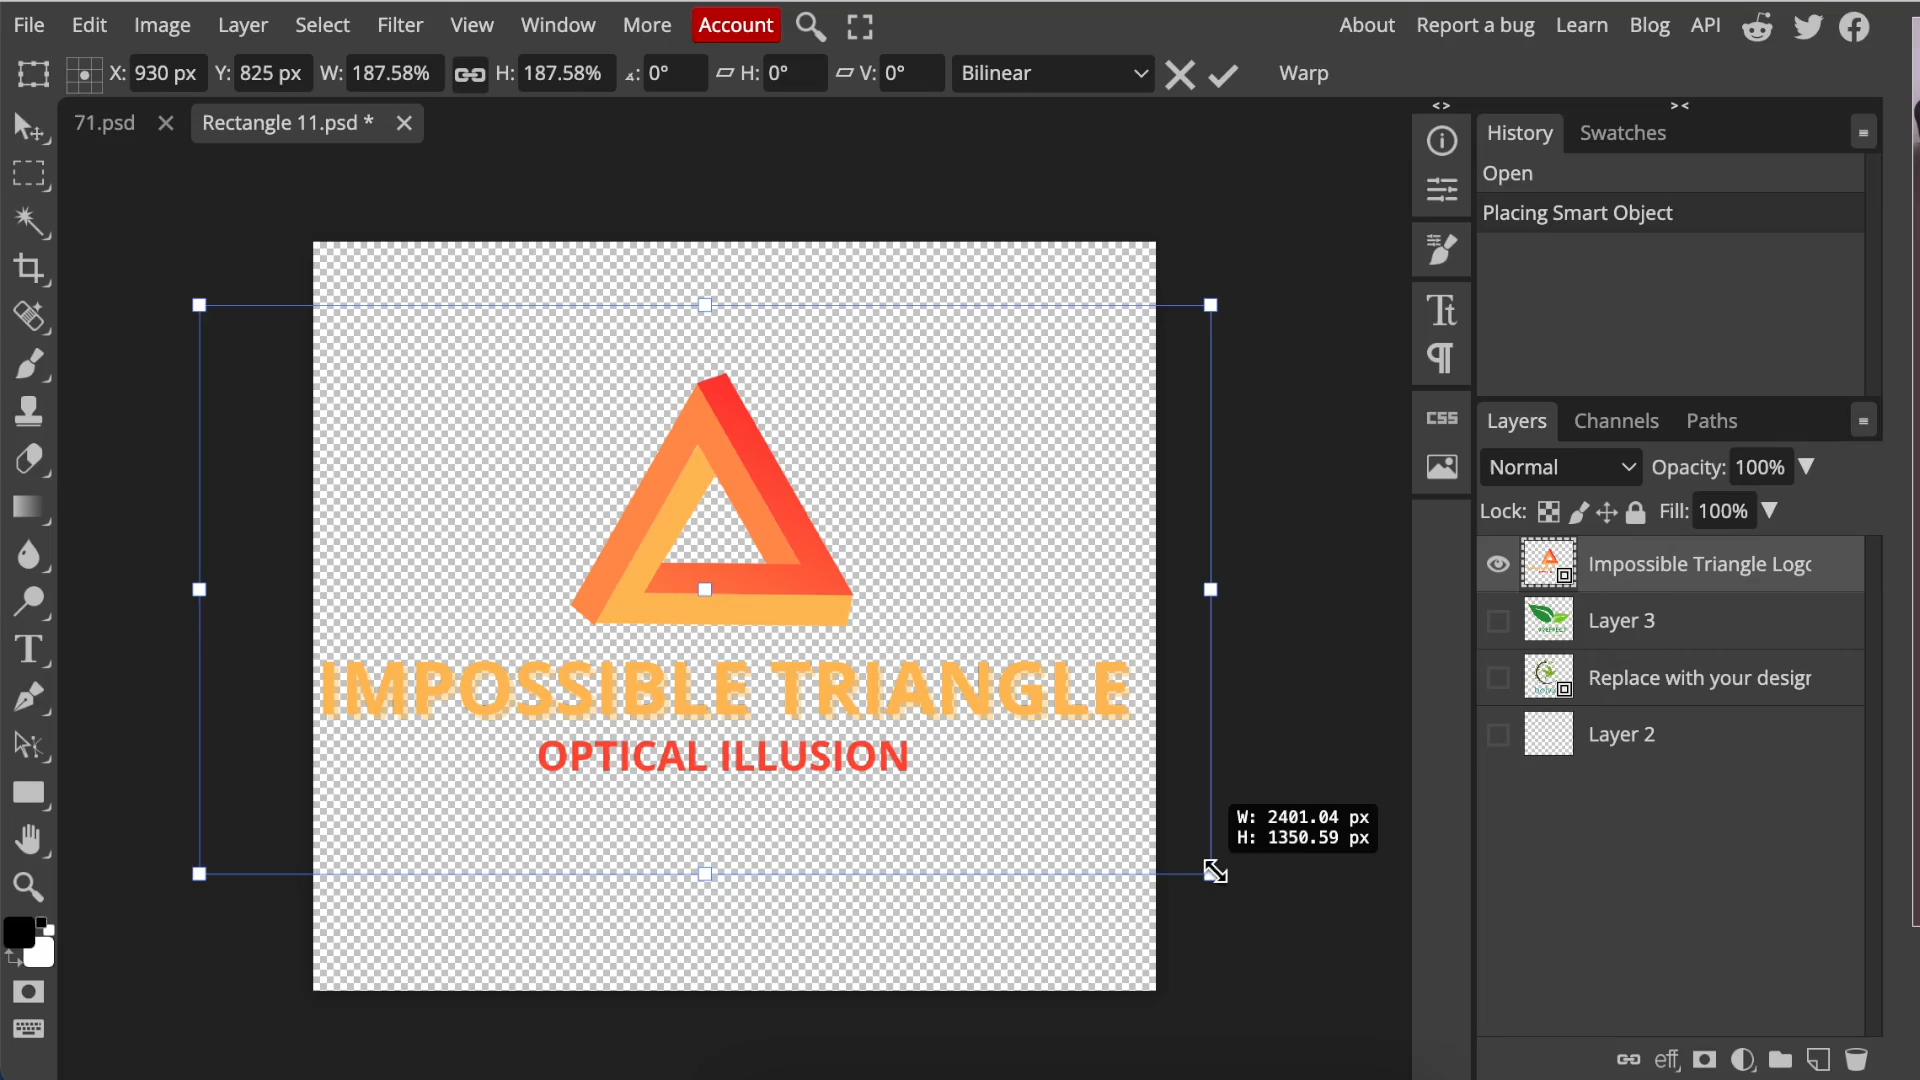 File Edit Image Layer Select Filter View Window More Account About Report a bug Learn Blog API
X: 930 px Y: 825 px W: 187.58% H: 187.58% ⦟: 0° H: 0° V: 0° Bilinear Warp
71.psd Rectangle 11.psd *
<> ><
History Swatches
Open
Placing Smart Object
CSS
Layers Channels Paths
Normal Opacity: 100%
Lock: Fill: 100%
Impossible Triangle Logo
Layer 3
Replace with your design
Layer 2
IMPOSSIBLE TRIANGLE
OPTICAL ILLUSION
W: 2401.04 px
H: 1350.59 px
eff